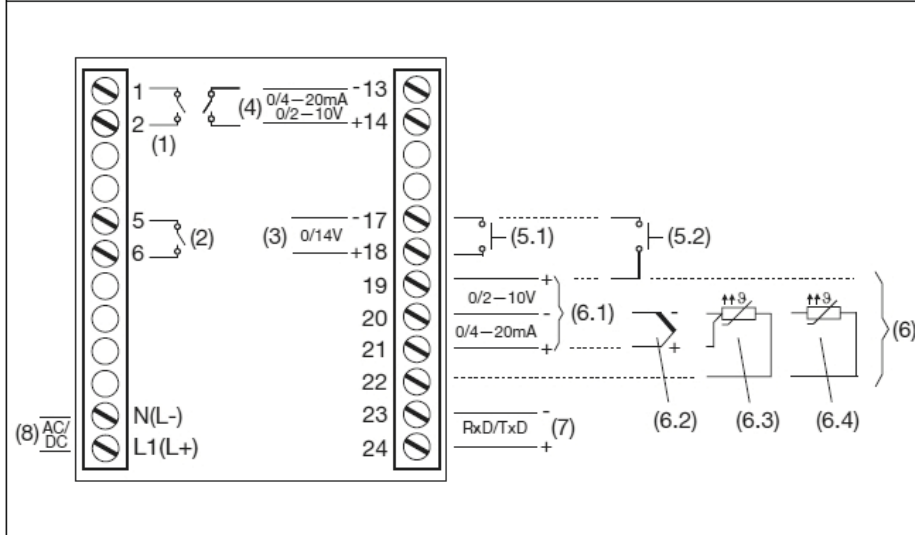 1 (4) 0/4—20mA -13
2 0/2—10V +14
(1)
5 (2) (3) 0/14V -17 (5.1) (5.2)
6 +18
19 +
0/2—10V
20 - (6.1) - ↑↑ϑ ↑↑ϑ (6)
0/4—20mA
21 + +
22
(6.2) (6.3) (6.4)
(8) AC/ N(L-) 23 RxD/TxD - (7)
DC L1(L+) 24 +